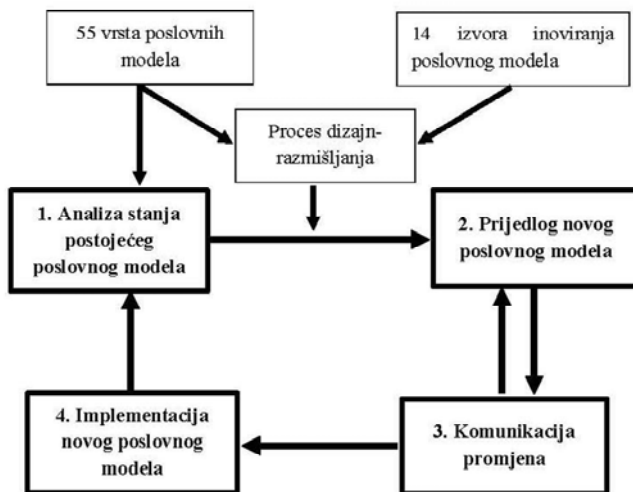 55 vrsta poslovnih
modela
14 izvora inoviranja
poslovnog modela
Proces dizajn-
razmišljanja
1. Analiza stanja
postojećeg
poslovnog modela
2. Prijedlog novog
poslovnog modela
4. Implementacija
novog poslovnog
modela
3. Komunikacija
promjena